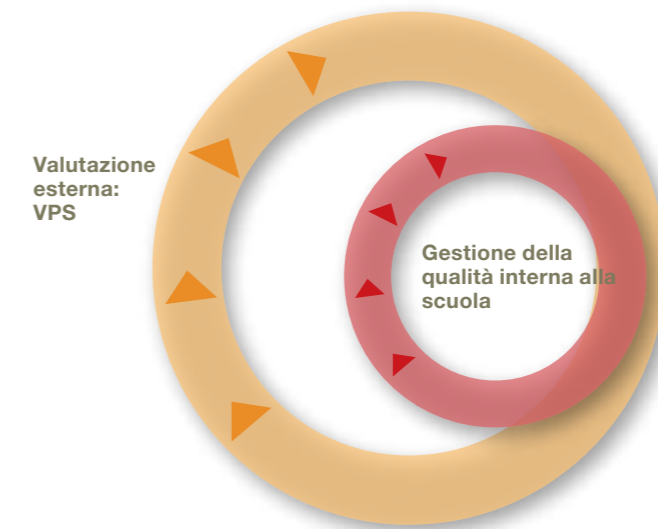 Valutazione
esterna:
VPS
Gestione della
qualità interna alla
scuola